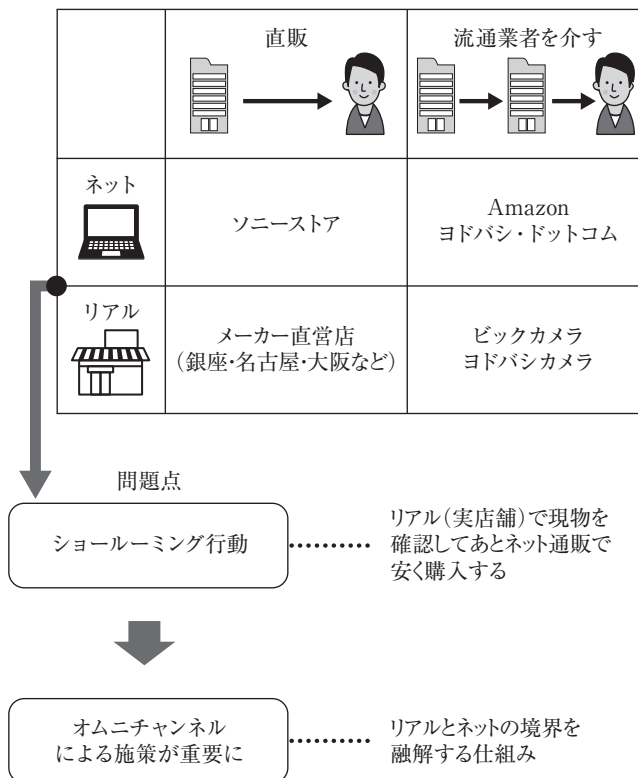 直販
流通業者を介す
ネット
ソニーストア
Amazon
ヨドバシ・ドットコム
リアル
メーカー直営店
(銀座・名古屋・大阪など)
ビックカメラ
ヨドバシカメラ
問題点
ショールーミング行動
リアル(実店舗)で現物を
確認してあとネット通販で
安く購入する
オムニチャンネル
による施策が重要に
リアルとネットの境界を
融解する仕組み